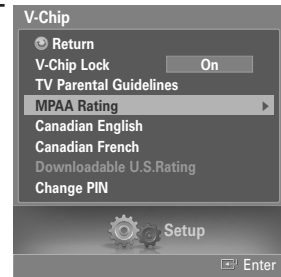 V-Chip
Return
V-Chip Lock On
TV Parental Guidelines
MPAA Rating
Canadian English
Canadian French
Downloadable U.S.Rating
Change PIN
Setup
Enter